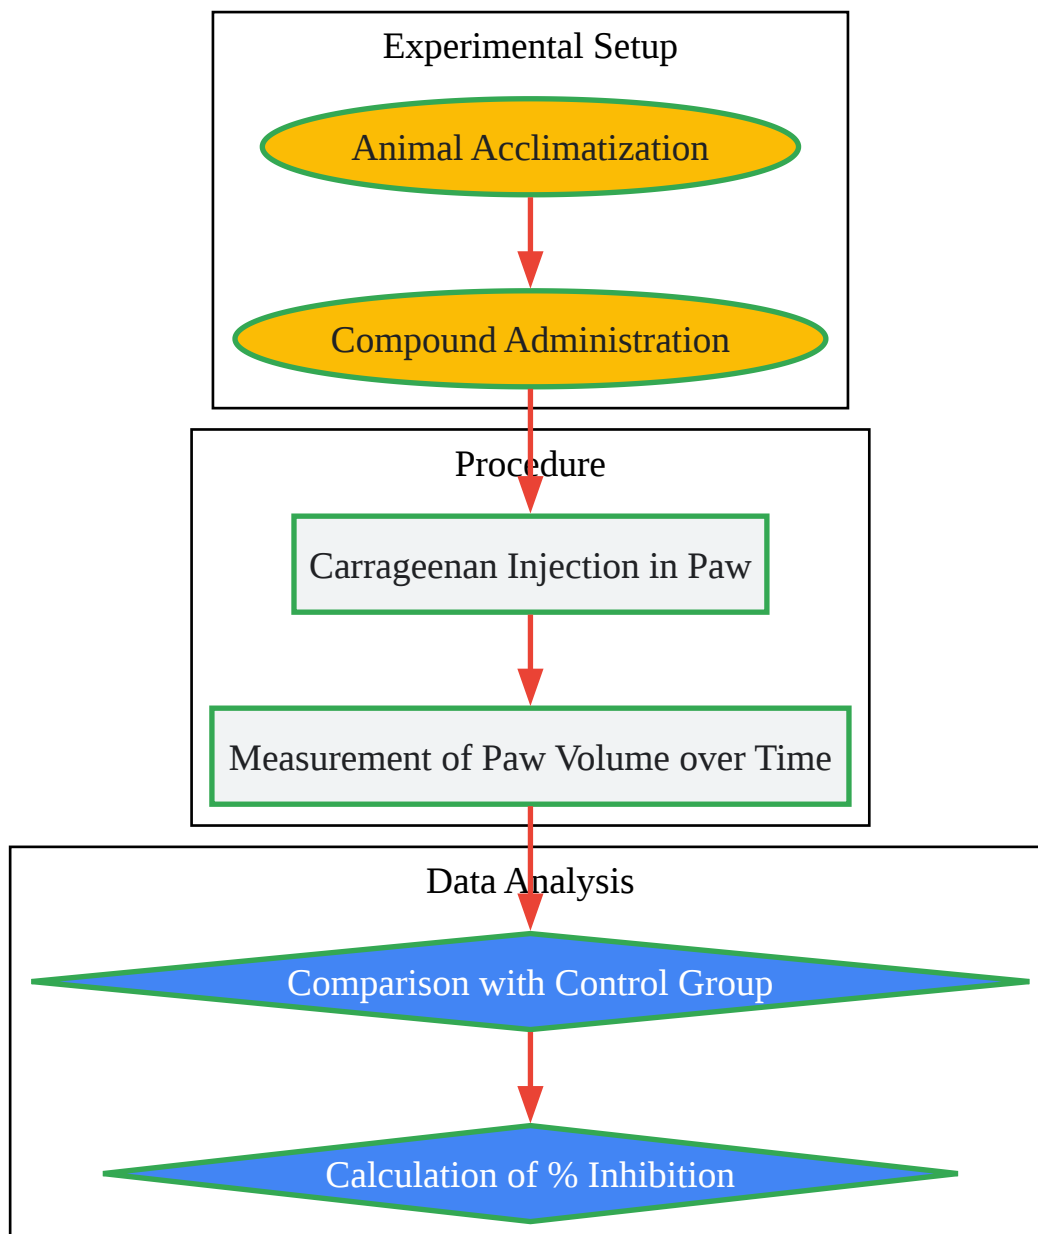 Experimental Setup
Animal Acclimatization
Compound Administration
Procedure
Carrageenan Injection in Paw
Measurement of Paw Volume over Time
Data Analysis
Comparison with Control Group
Calculation of % Inhibition